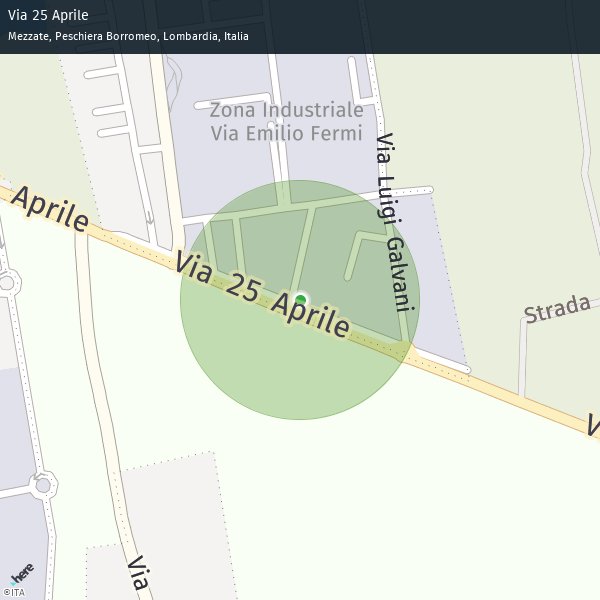 Via 25 Aprile
Mezzate, Peschiera Borromeo, Lombardia, Italia
Zona Industriale
Via Emilio Fermi
Via Luigi Galvani
Aprile
Via 25 Aprile
Strada
V
Via
here
©ITA